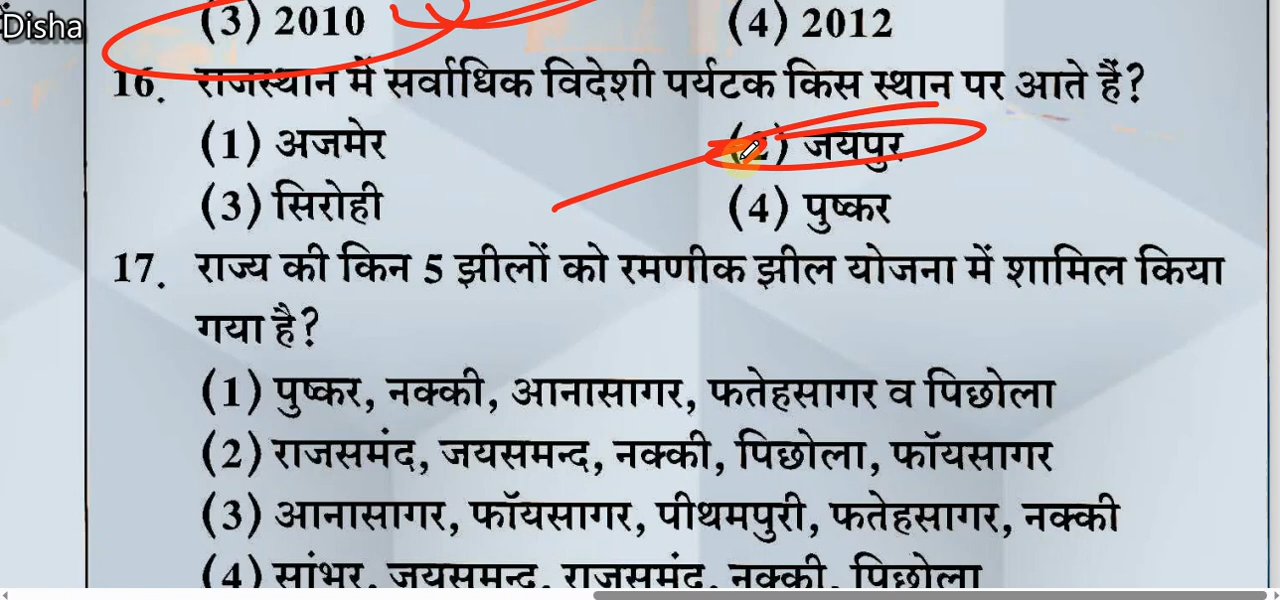 Disha
(3) 2010 (4) 2012
16. राजस्थान में सर्वाधिक विदेशी पर्यटक किस स्थान पर आते हैं?
(1) अजमेर (2) जयपुर
(3) सिरोही (4) पुष्कर
17. राज्य की किन 5 झीलों को रमणीक झील योजना में शामिल किया
गया है?
(1) पुष्कर, नक्की, आनासागर, फतेहसागर व पिछोला
(2) राजसमंद, जयसमन्द, नक्की, पिछोला, फॉयसागर
(3) आनासागर, फॉयसागर, पीथमपुरी, फतेहसागर, नक्की
(4) सांभर, जयसमन्द, राजसमंद, नक्की, पिछोला